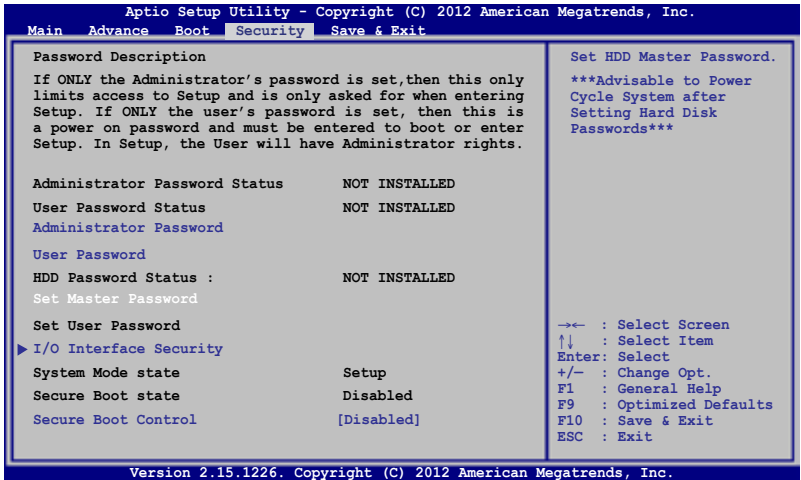 Aptio Setup Utility - Copyright (C) 2012 American Megatrends, Inc.
Main Advance Boot Security Save & Exit
Password Description
If ONLY the Administrator's password is set,then this only
limits access to Setup and is only asked for when entering
Setup. If ONLY the user's password is set, then this is
a power on password and must be entered to boot or enter
Setup. In Setup, the User will have Administrator rights.
Administrator Password Status NOT INSTALLED
User Password Status NOT INSTALLED
Administrator Password
User Password
HDD Password Status : NOT INSTALLED
Set Master Password
Set User Password
I/O Interface Security
System Mode state Setup
Secure Boot state Disabled
Secure Boot Control [Disabled]
Set HDD Master Password.
***Advisable to Power
Cycle System after
Setting Hard Disk
Passwords***
→← : Select Screen
↑↓ : Select Item
Enter: Select
+/— : Change Opt.
F1 : General Help
F9 : Optimized Defaults
F10 : Save & Exit
ESC : Exit
Version 2.15.1226. Copyright (C) 2012 American Megatrends, Inc.